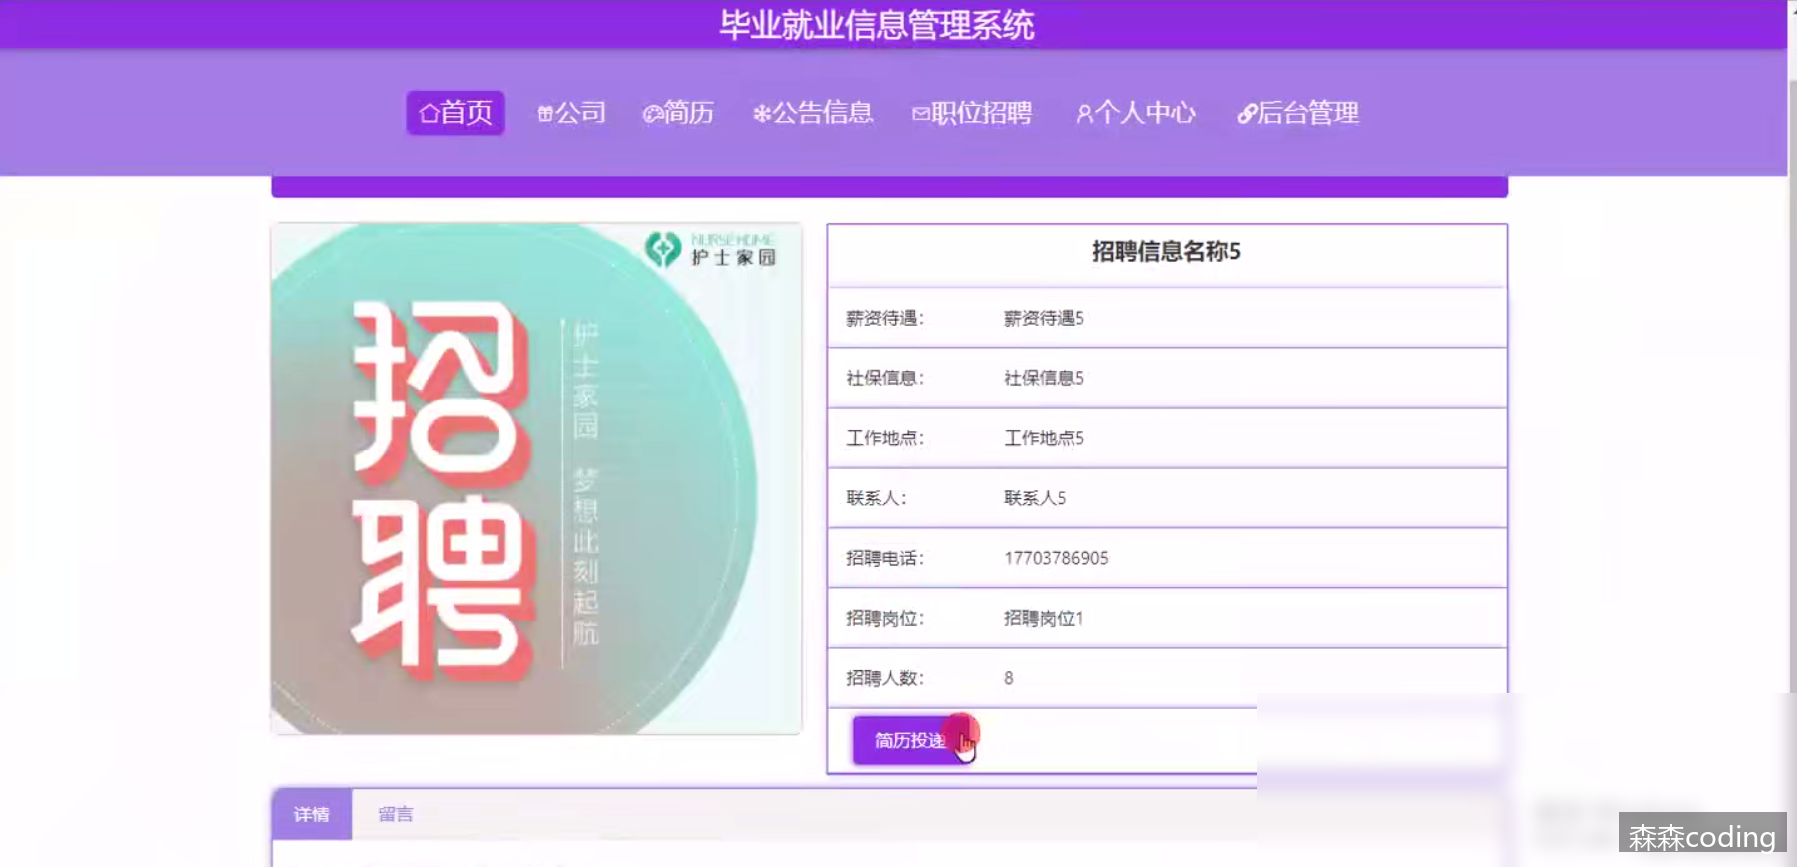 毕业就业信息管理系统
首页 公司 简历 公告信息 职位招聘 个人中心 后台管理
NURSE HOME
护士家园
招聘
护士家园 梦想此刻起航
招聘信息名称5
薪资待遇: 薪资待遇5
社保信息: 社保信息5
工作地点: 工作地点5
联系人: 联系人5
招聘电话: 17703786905
招聘岗位: 招聘岗位1
招聘人数: 8
简历投递
详情 留言
森森coding